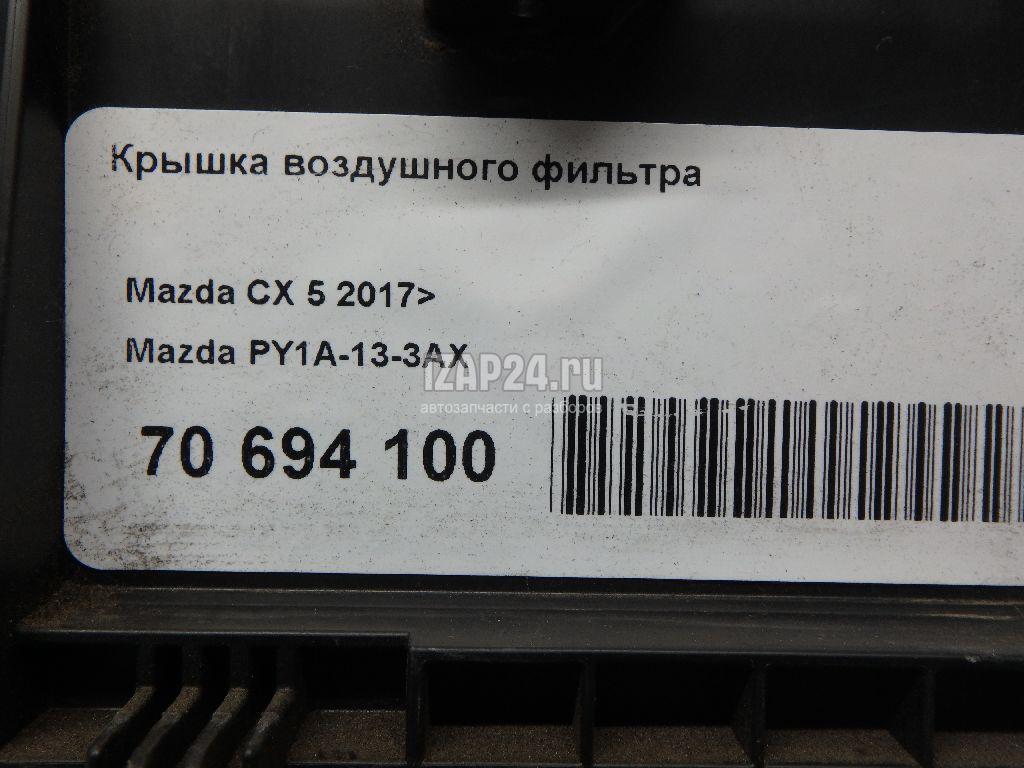 Крышка воздушного фильтра
Mazda CX 5 2017>
Mazda PY1A-13-3AX
IZAP24.ru
автозапчасти с разборов
70 694 100